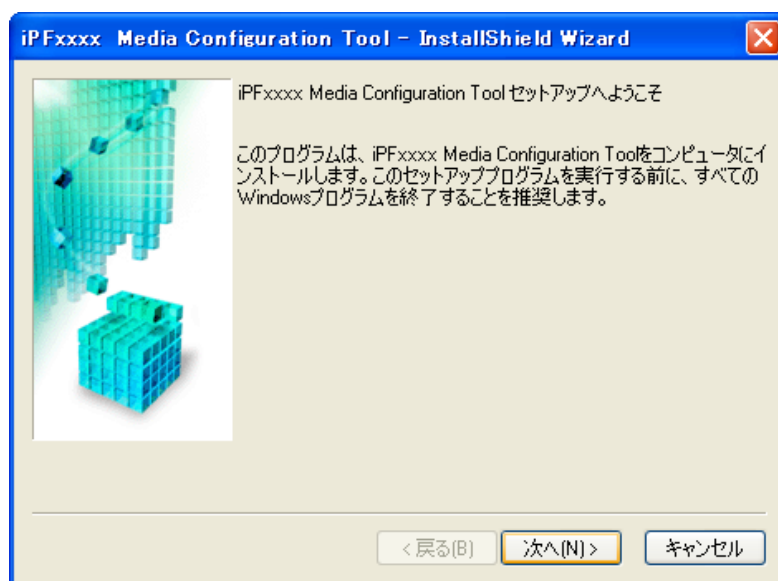 iPFxxxx Media Configuration Tool - InstallShield Wizard
iPFxxxx Media Configuration Tool セットアップへようこそ
このプログラムは、iPFxxxx Media Configuration Toolをコンピュータにイ
ンストールします。このセットアッププログラムを実行する前に、すべての
Windowsプログラムを終了することを推奨します。
< 戻る(B)
次へ(N) >
キャンセル